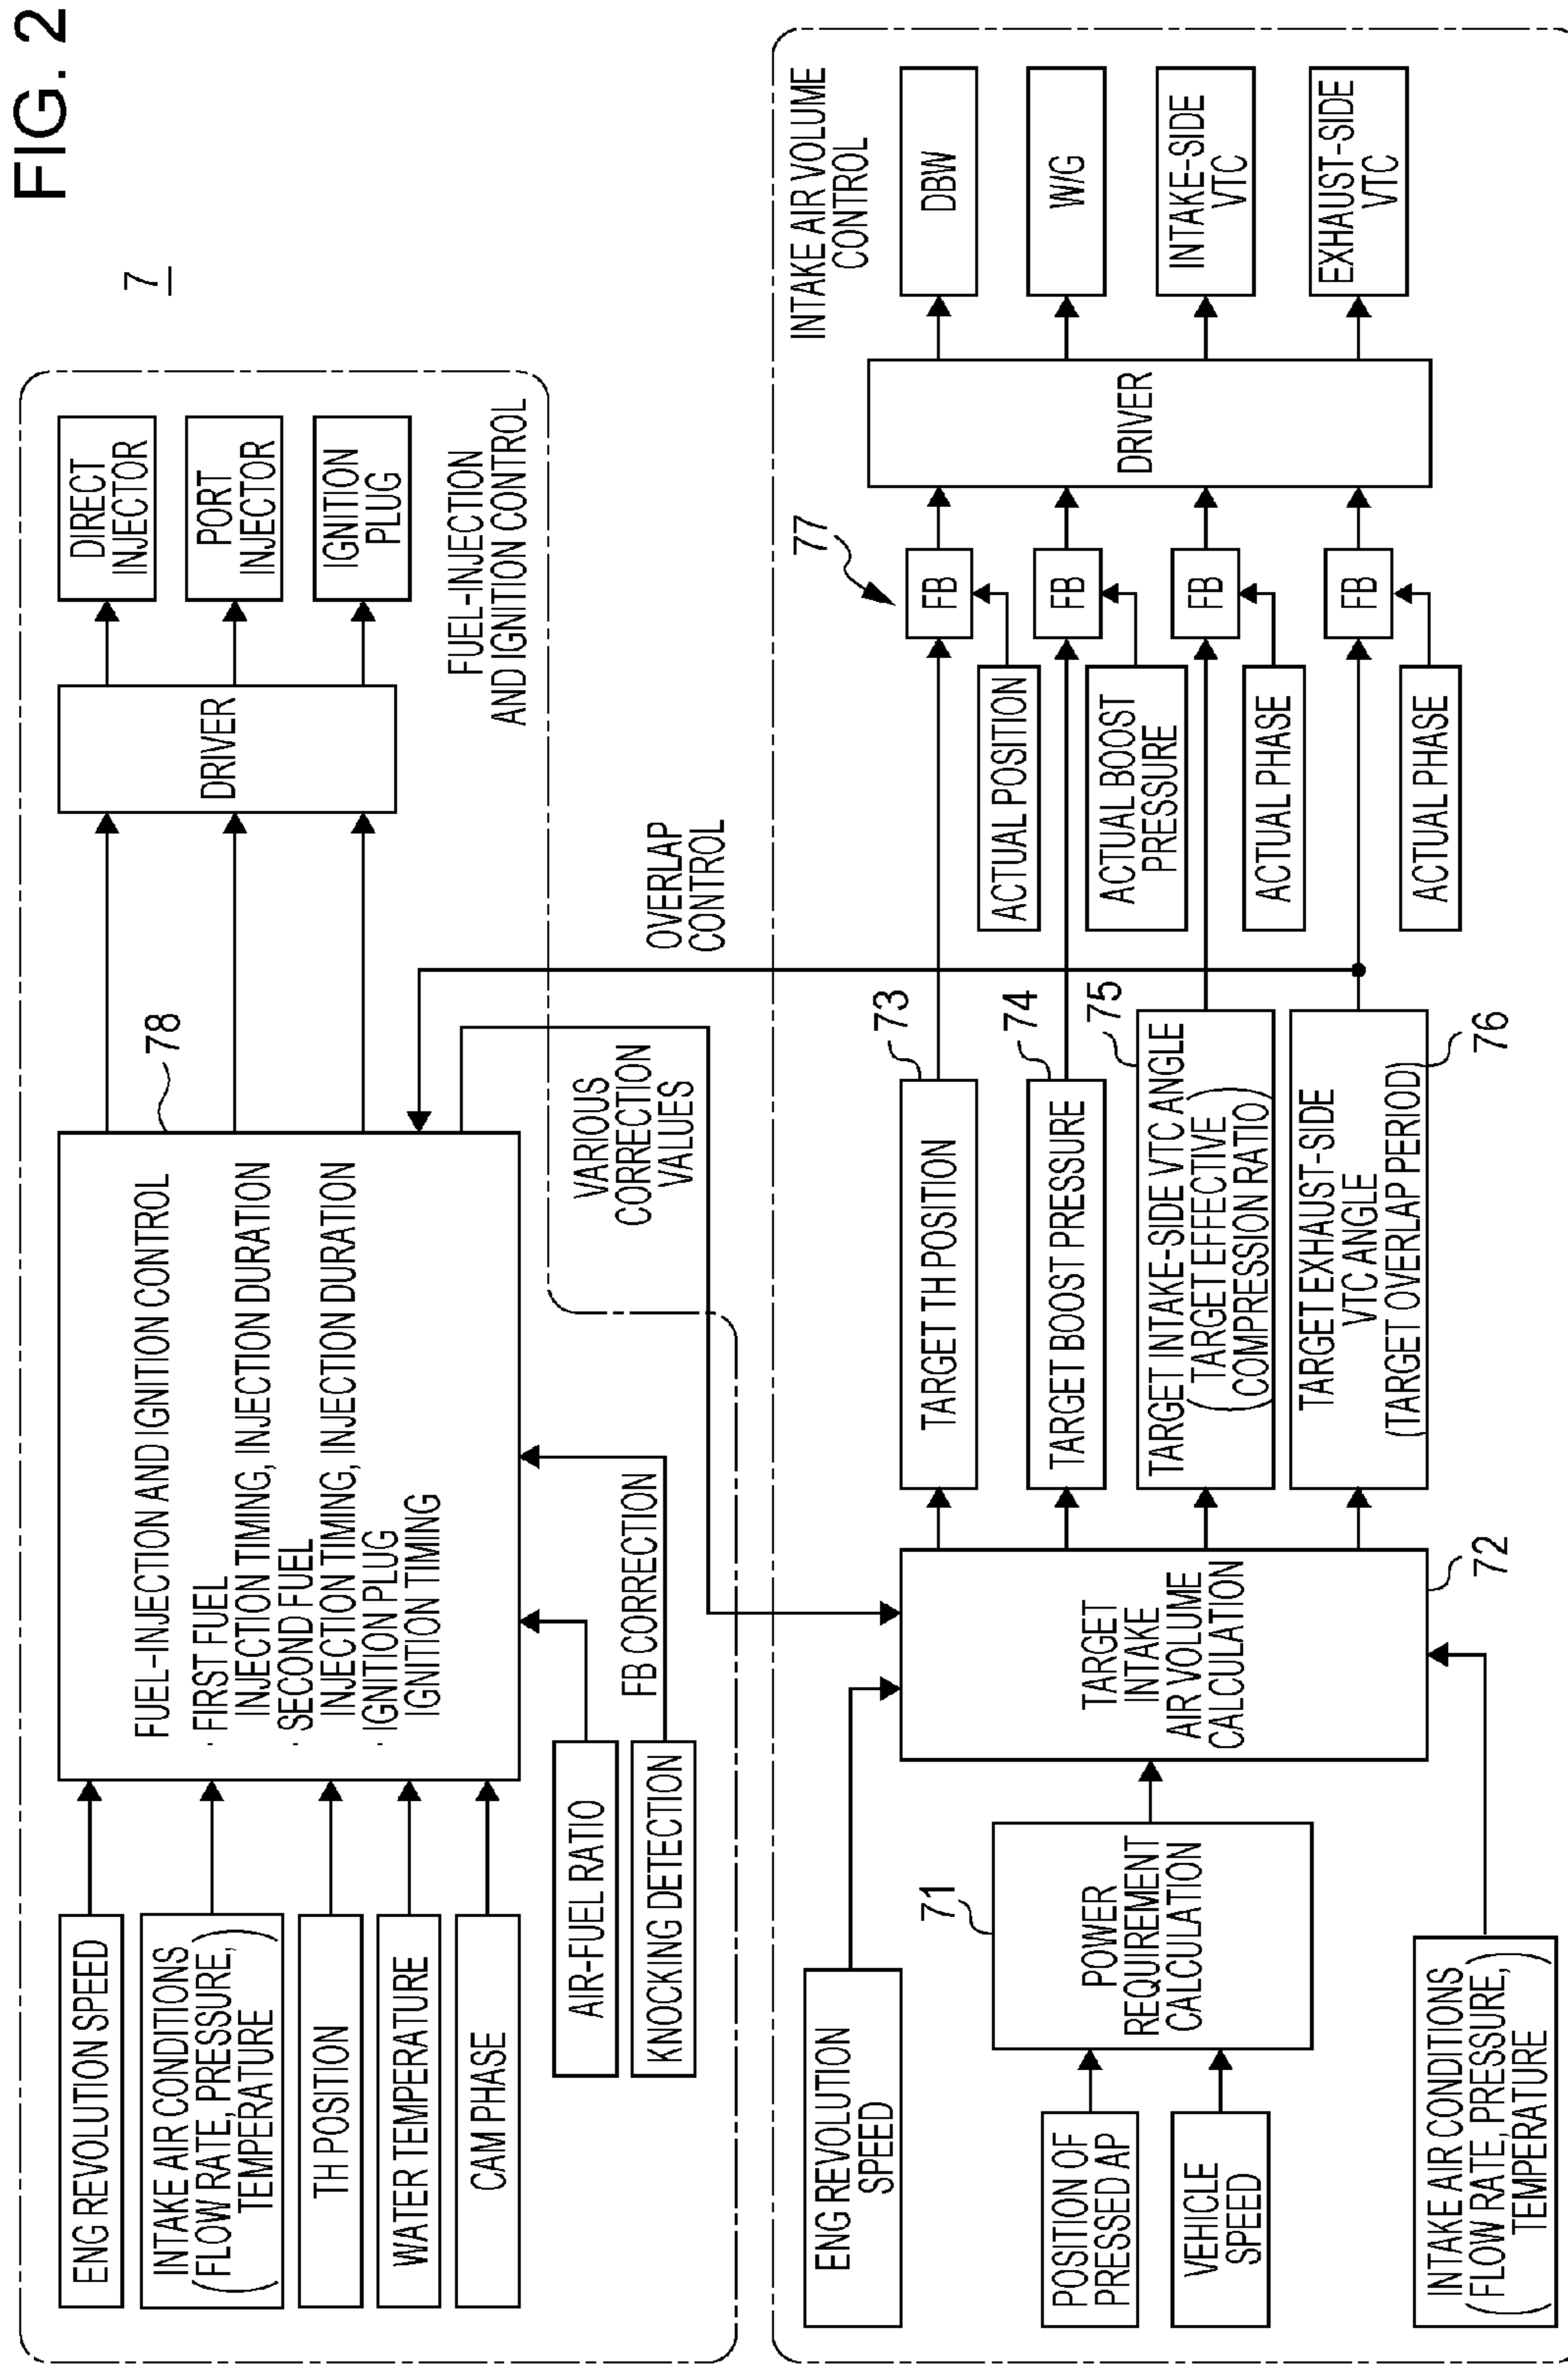 FIG. 2
7
ENG REVOLUTION SPEED
INTAKE AIR CONDITIONS
(FLOW RATE, PRESSURE,
TEMPERATURE)
TH POSITION
WATER TEMPERATURE
CAM PHASE
AIR-FUEL RATIO
KNOCKING DETECTION
FB CORRECTION
78
FUEL-INJECTION AND IGNITION CONTROL
· FIRST FUEL
INJECTION TIMING, INJECTION DURATION
· SECOND FUEL
INJECTION TIMING, INJECTION DURATION
· IGNITION PLUG
IGNITION TIMING
DRIVER
DIRECT
INJECTOR
PORT
INJECTOR
IGNITION
PLUG
FUEL-INJECTION
AND IGNITION CONTROL
VARIOUS
CORRECTION
VALUES
OVERLAP
CONTROL
INTAKE AIR VOLUME
CONTROL
ENG REVOLUTION
SPEED
POSITION OF
PRESSED AP
VEHICLE
SPEED
INTAKE AIR CONDITIONS
(FLOW RATE, PRESSURE,
TEMPERATURE)
71
POWER
REQUIREMENT
CALCULATION
TARGET
INTAKE
AIR VOLUME
CALCULATION
72
TARGET TH POSITION
73
TARGET BOOST PRESSURE
74
TARGET INTAKE-SIDE VTC ANGLE
(TARGET EFFECTIVE
COMPRESSION RATIO)
75
TARGET EXHAUST-SIDE
VTC ANGLE
(TARGET OVERLAP PERIOD)
76
77
FB
ACTUAL POSITION
FB
ACTUAL BOOST
PRESSURE
FB
ACTUAL PHASE
FB
ACTUAL PHASE
DRIVER
DBW
W/G
INTAKE-SIDE
VTC
EXHAUST-SIDE
VTC